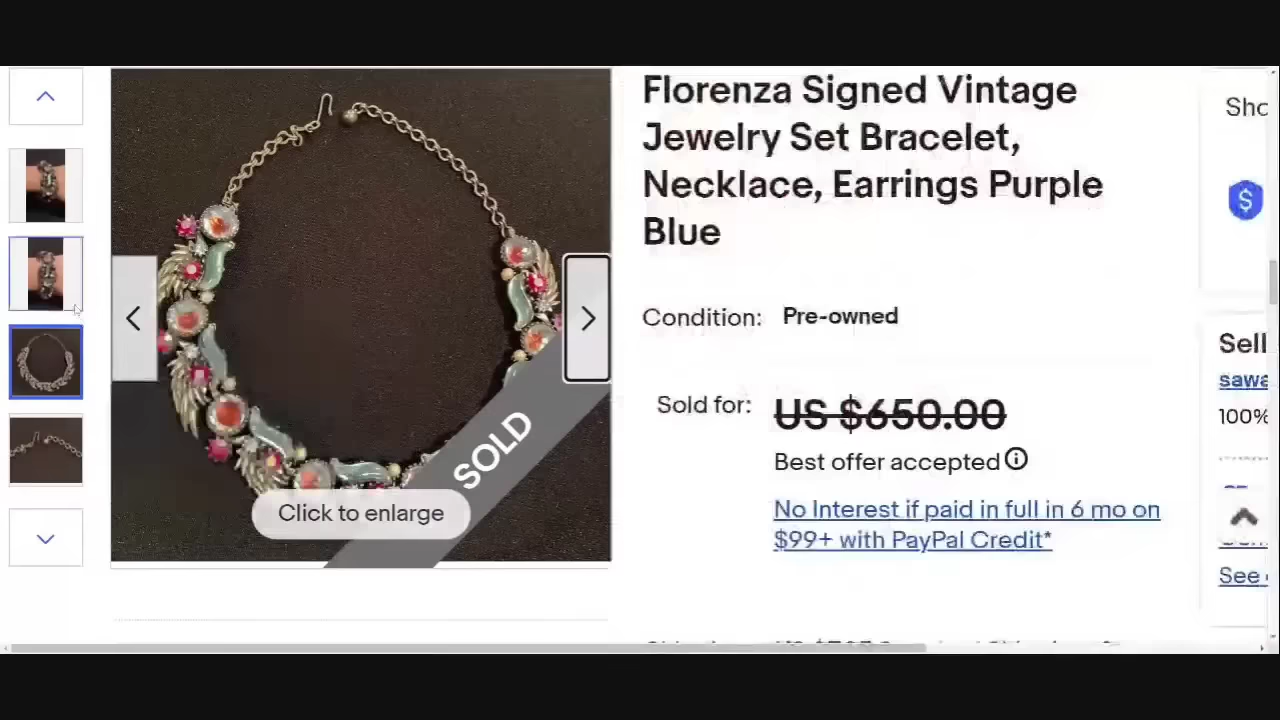 Florenza Signed Vintage
Jewelry Set Bracelet,
Necklace, Earrings Purple
Blue
Condition: Pre-owned
Sold for: US $650.00
Best offer accepted
No Interest if paid in full in 6 mo on
$99+ with PayPal Credit*
SOLD
Click to enlarge
Sho
$
Sell
sawa
100%
See